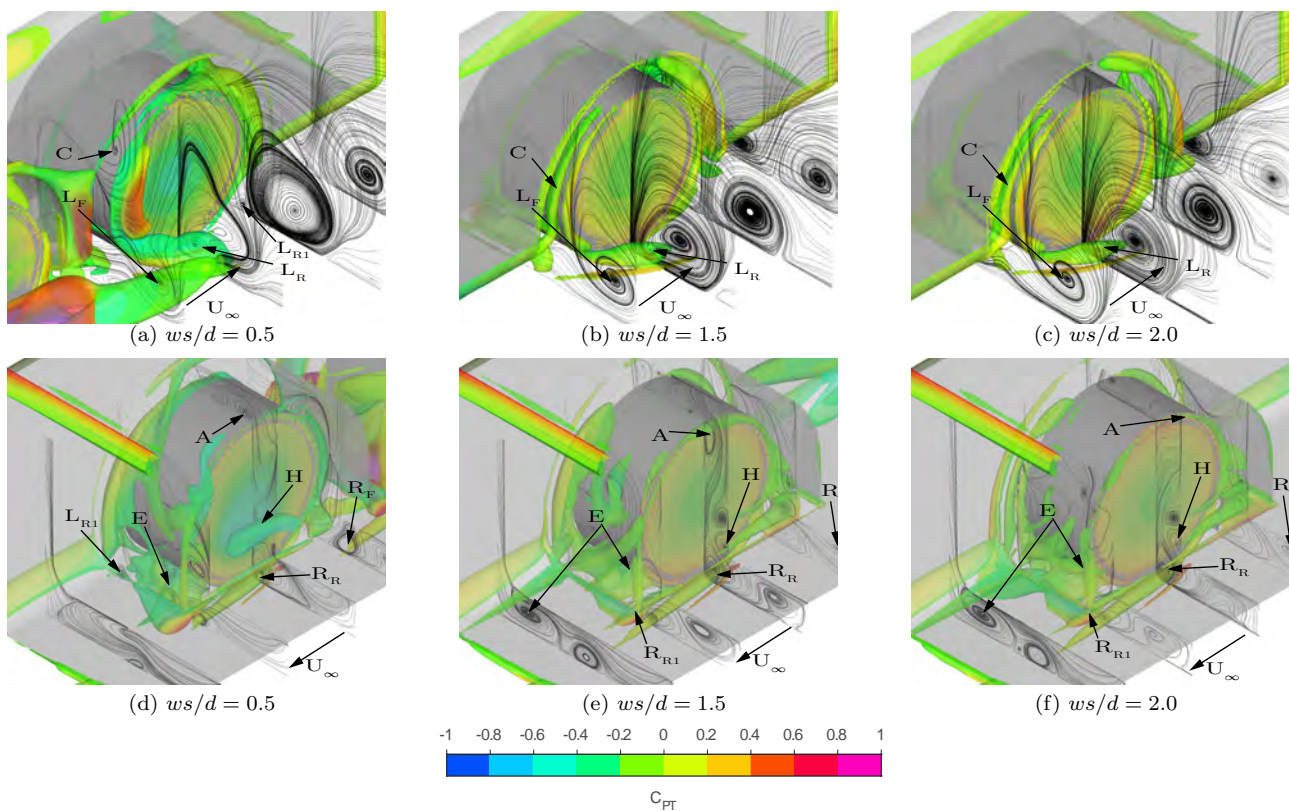 C
L_F
L_R1
L_R
U_∞
C
L_F
L_R
U_∞
C
L_F
L_R
U_∞
(a) ws/d = 0.5
(b) ws/d = 1.5
(c) ws/d = 2.0
A
H
R_F
L_R1
E
R_R
U_∞
A
H
R
E
R_R
R_R1
U_∞
A
H
R
E
R_R
R_R1
U_∞
(d) ws/d = 0.5
(e) ws/d = 1.5
(f) ws/d = 2.0
-1 -0.8 -0.6 -0.4 -0.2 0 0.2 0.4 0.6 0.8 1
C_PT